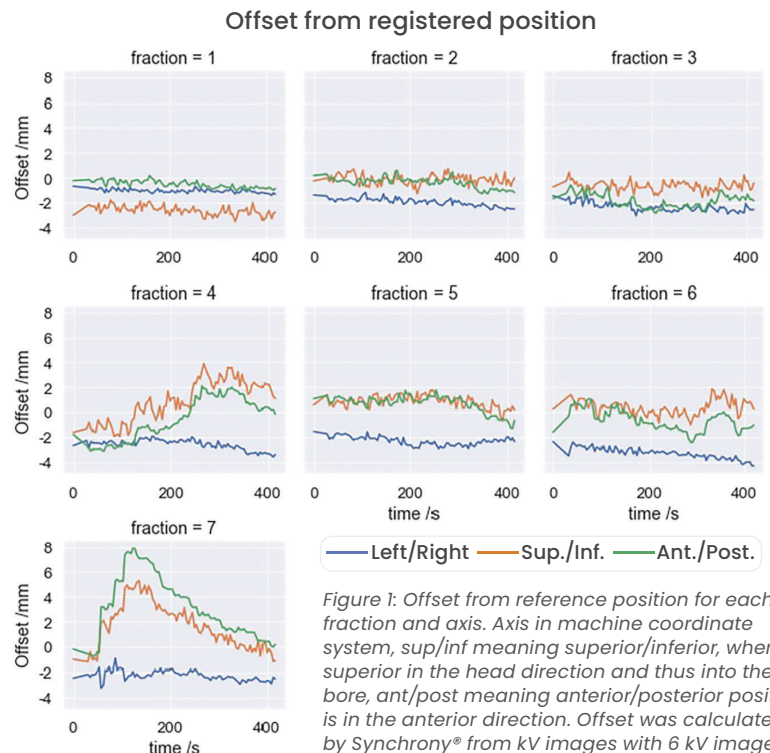 Offset from registered position
fraction = 1
fraction = 2
fraction = 3
Offset /mm
8
6
4
2
0
-2
-4
0 200 400
0 200 400
0 200 400
fraction = 4
fraction = 5
fraction = 6
Offset /mm
8
6
4
2
0
-2
-4
0 200 400
0 200 400
time /s
0 200 400
time /s
fraction = 7
Offset /mm
8
6
4
2
0
-2
-4
0 200 400
time /s
Left/Right Sup./Inf. Ant./Post.
Figure 1: Offset from reference position for each
fraction and axis. Axis in machine coordinate
system, sup/inf meaning superior/inferior, wher
superior in the head direction and thus into the
bore, ant/post meaning anterior/posterior posi
is in the anterior direction. Offset was calculate
by Synchrony® from kV images with 6 kV image